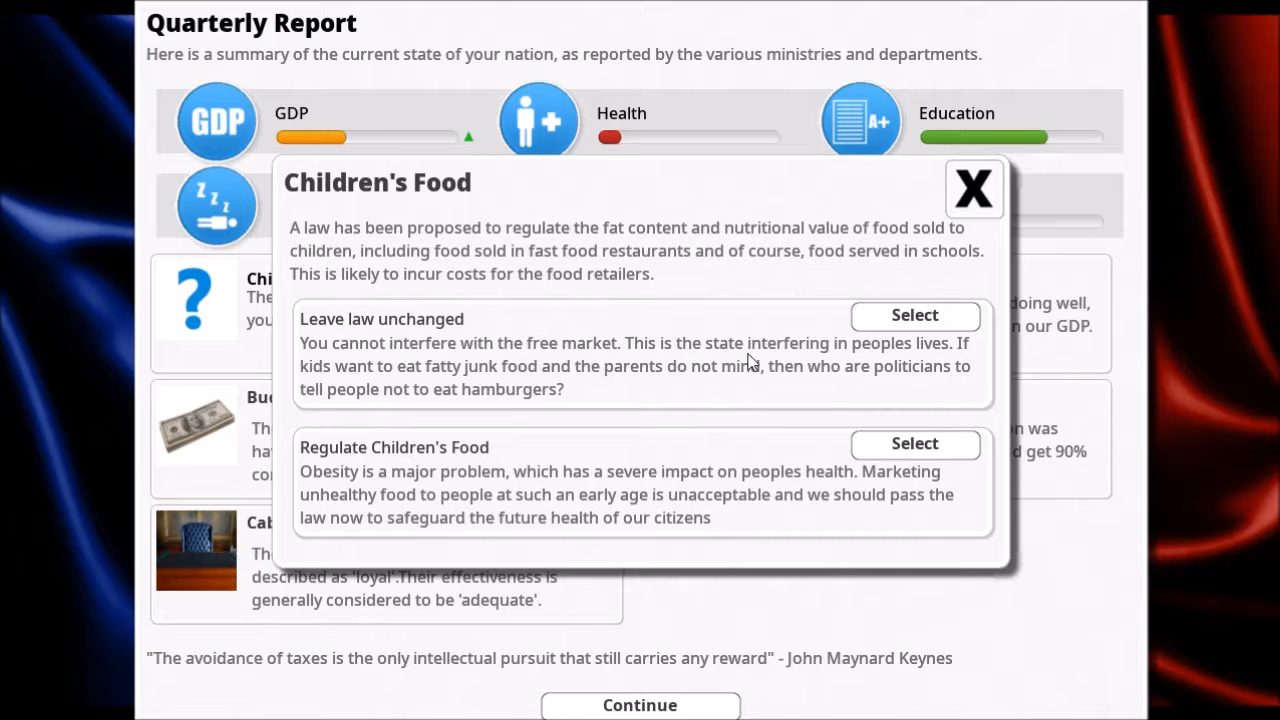 Quarterly Report
Here is a summary of the current state of your nation, as reported by the various ministries and departments.
GDP
GDP
Health
A+
Education
z z z
Children's Food
X
A law has been proposed to regulate the fat content and nutritional value of food sold to
children, including food sold in fast food restaurants and of course, food served in schools.
This is likely to incur costs for the food retailers.
Leave law unchanged
Select
You cannot interfere with the free market. This is the state interfering in peoples lives. If
kids want to eat fatty junk food and the parents do not mind, then who are politicians to
tell people not to eat hamburgers?
Regulate Children's Food
Select
Obesity is a major problem, which has a severe impact on peoples health. Marketing
unhealthy food to people at such an early age is unacceptable and we should pass the
law now to safeguard the future health of our citizens
?
Chi
The
you
doing well,
n our GDP.
Buc
The
hav
con
on was
d get 90%
Cab
The
described as 'loyal'.Their effectiveness is
generally considered to be 'adequate'.
"The avoidance of taxes is the only intellectual pursuit that still carries any reward" - John Maynard Keynes
Continue